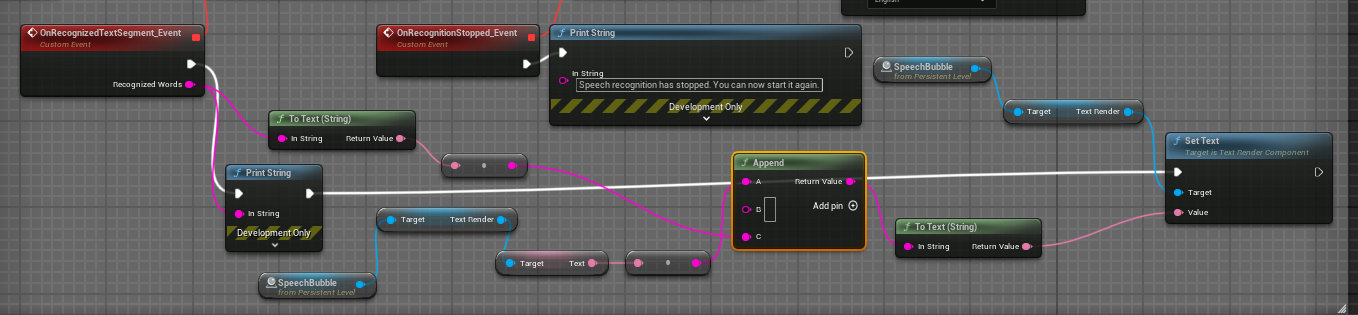 English
OnRecognizedTextSegment_Event
Custom Event
Recognized Words
OnRecognitionStopped_Event
Custom Event
Print String
In String
Speech recognition has stopped. You can now start it again.
Development Only
SpeechBubble
from Persistent Level
Target Text Render
To Text (String)
In String Return Value
Set Text
Target is Text Render Component
Target
Value
Print String
In String
Development Only
Append
A Return Value
B Add pin
C
Target Text Render
To Text (String)
In String Return Value
Target Text
SpeechBubble
from Persistent Level